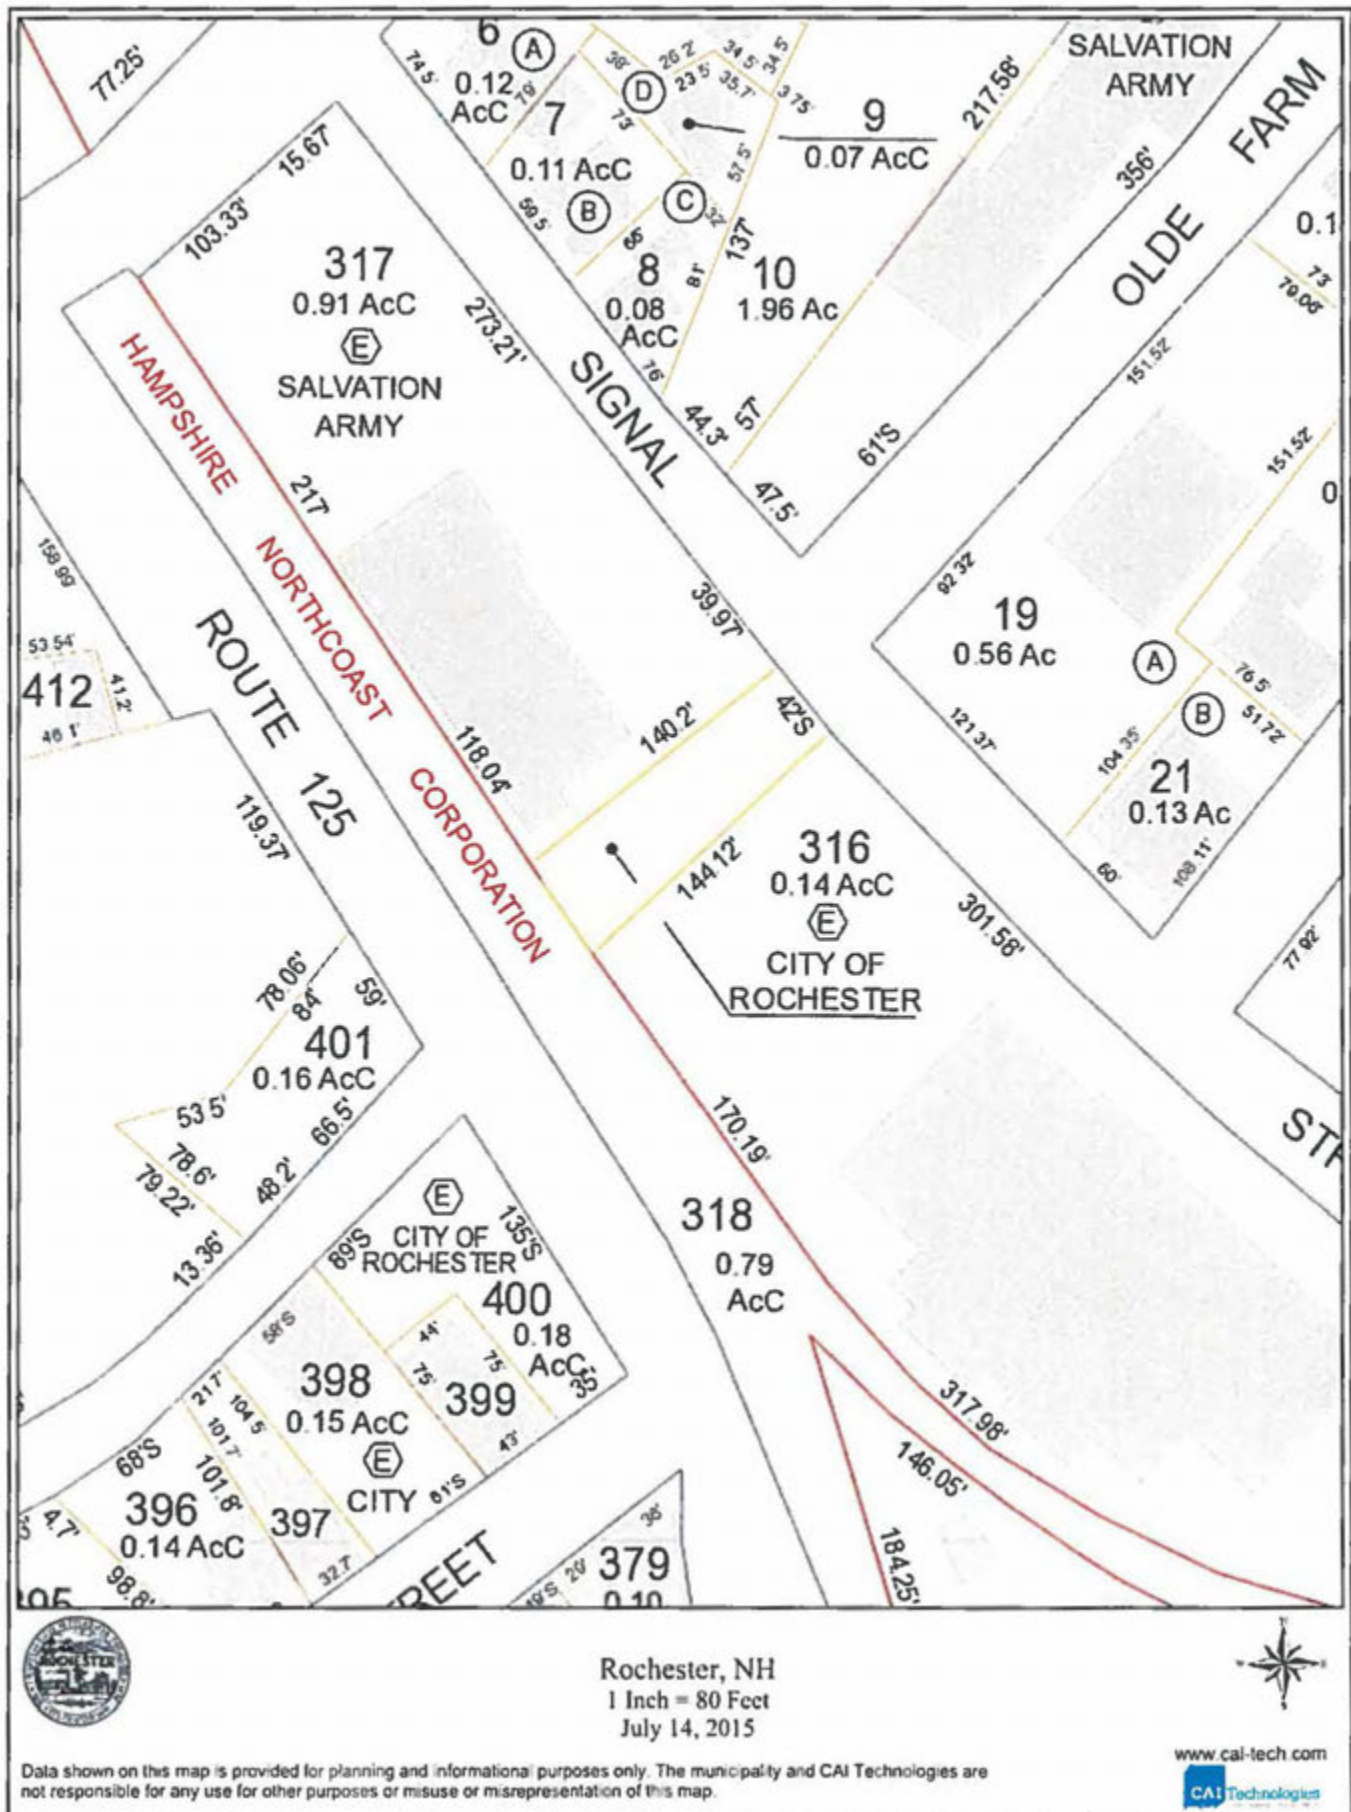 6
A
0.12
AcC
74 5'
79'
7
0.11 AcC
B
59 5'
38'
D
73'
26 2'
23 5'
34 5'
35.7'
34 5'
3 75'
57 5'
C
32'
68'
9
0.07 AcC
8
0.08
AcC
81'
137'
76'
10
1.96 Ac
217.58'
57'
44.3'
47.5'
SALVATION
ARMY
356'
61'S
OLDE FARM
0.1
73'
79.06'
77.25'
15.67
103.33'
317
0.91 AcC
E
SALVATION
ARMY
273.21'
217'
SIGNAL
HAMPSHIRE NORTHCOAST CORPORATION
ROUTE 125
158 99'
53 54'
412
41.2'
46 1'
151.52'
151.52'
0
92 32'
19
0.56 Ac
A
121 37'
104 35'
76 5'
B
51.72'
21
0.13 Ac
60'
108 11'
77 92'
39.97'
42'S
140.2'
118.04'
144.12'
316
0.14 AcC
E
CITY OF
ROCHESTER
301.58'
STR
119.37'
78.06'
84'
59'
401
0.16 AcC
53 5'
66.5'
78.6'
79.22'
48.2'
13.36'
170.19'
318
0.79
AcC
317.98'
146.05'
184.25'
E
CITY OF
ROCHESTER
135'S
89'S
400
0.18
AcC
35'
44'
75'
75'
399
43'
58'S
398
0.15 AcC
E
CITY
61'S
21 7'
104 5'
101 7'
101.8'
68'S
396
0.14 AcC
397
32.7'
4.7'
98.8'
REET
36'
379
0.10
20'
19'S
ROCHESTER
Rochester, NH
1 Inch = 80 Feet
July 14, 2015
Data shown on this map is provided for planning and informational purposes only. The municipality and CAI Technologies are
not responsible for any use for other purposes or misuse or misrepresentation of this map.
www.cai-tech.com
CAI Technologies